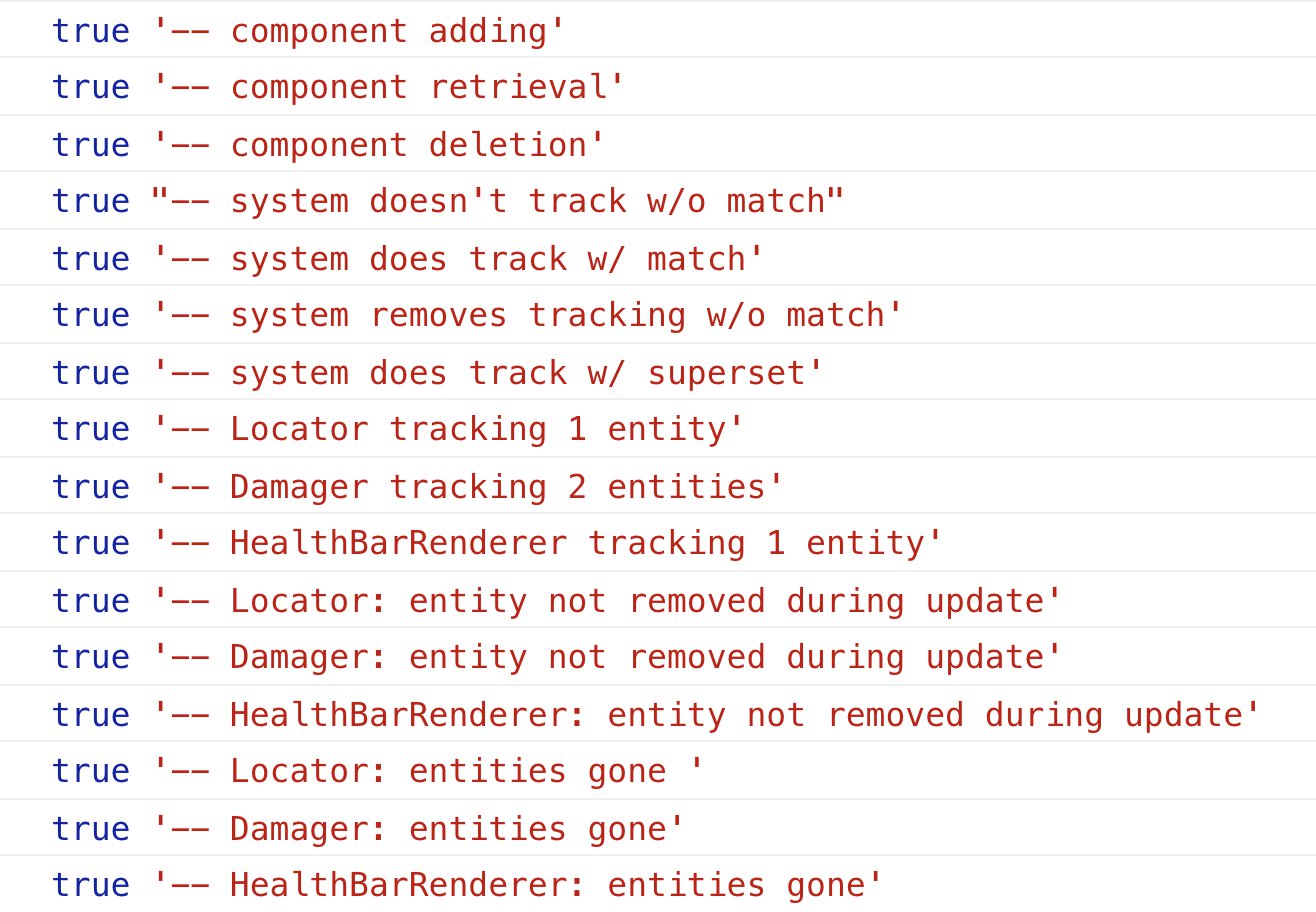 true '-- component adding'
true '-- component retrieval'
true '-- component deletion'
true "-- system doesn't track w/o match"
true '-- system does track w/ match'
true '-- system removes tracking w/o match'
true '-- system does track w/ superset'
true '-- Locator tracking 1 entity'
true '-- Damager tracking 2 entities'
true '-- HealthBarRenderer tracking 1 entity'
true '-- Locator: entity not removed during update'
true '-- Damager: entity not removed during update'
true '-- HealthBarRenderer: entity not removed during update'
true '-- Locator: entities gone '
true '-- Damager: entities gone'
true '-- HealthBarRenderer: entities gone'